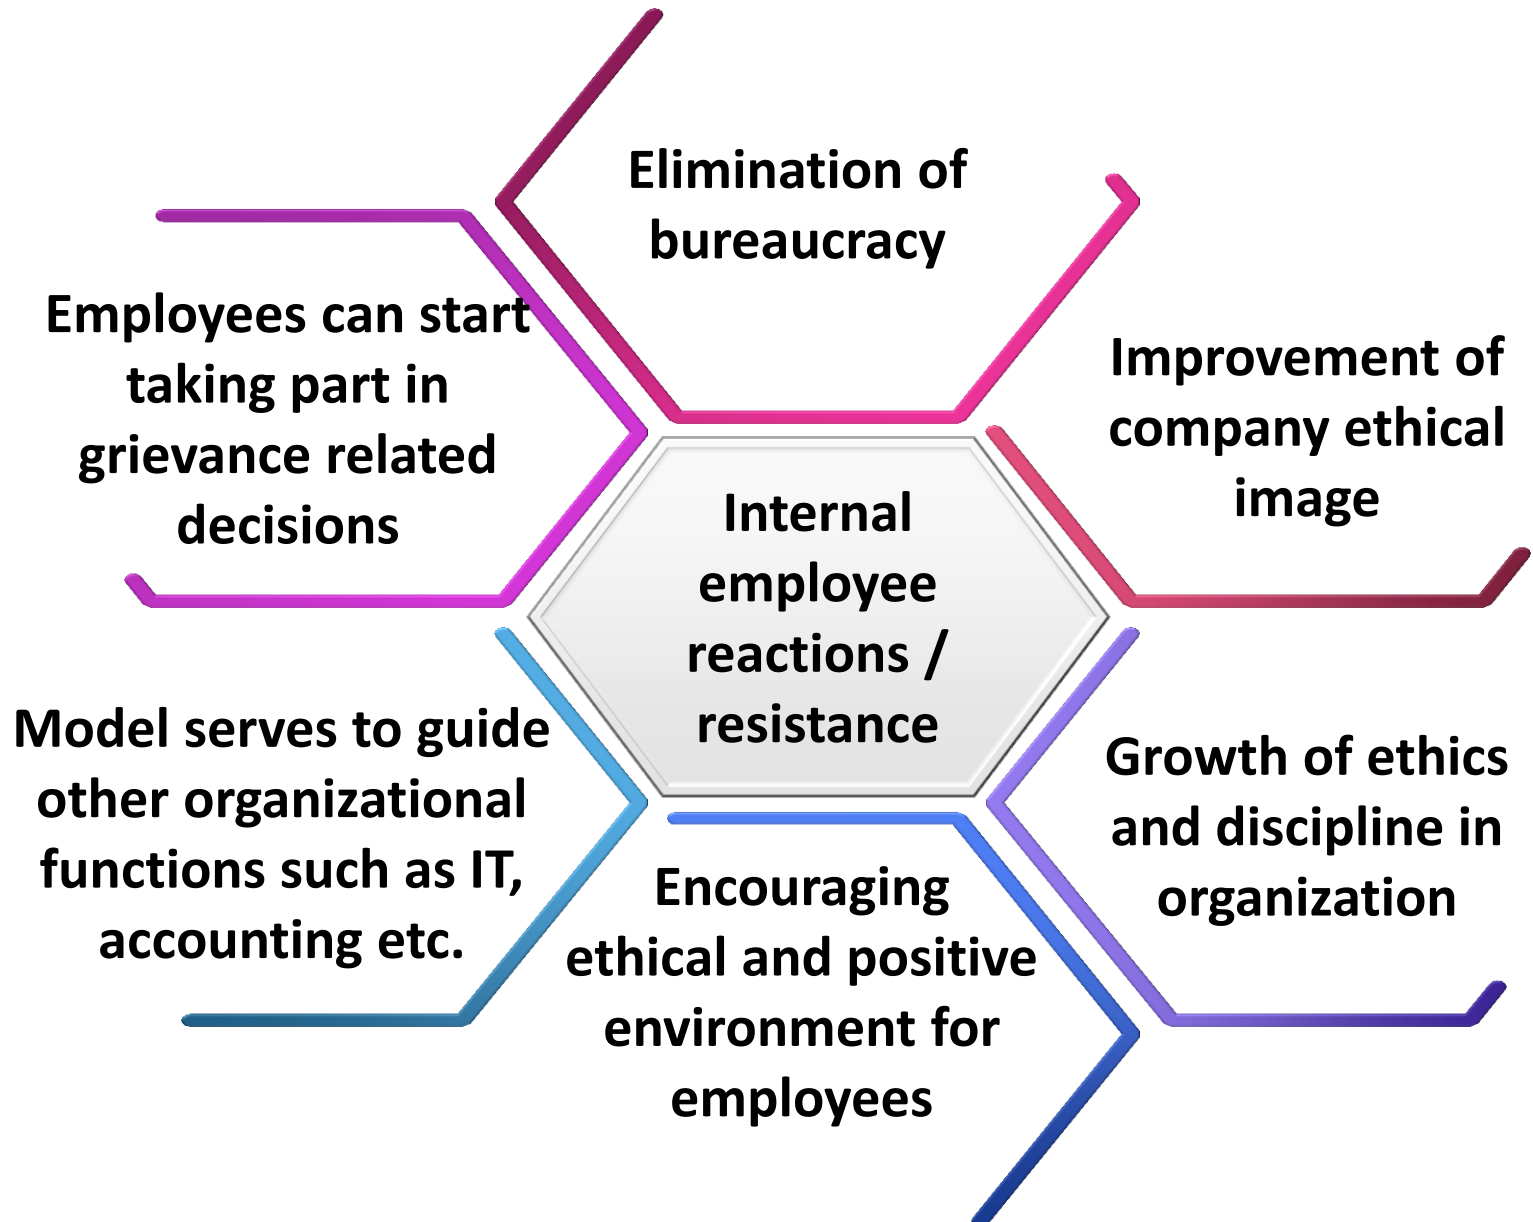 Elimination of
bureaucracy
Employees can start
taking part in
grievance related
decisions
Improvement of
company ethical
image
Internal
employee
reactions /
resistance
Model serves to guide
other organizational
functions such as IT,
accounting etc.
Growth of ethics
and discipline in
organization
Encouraging
ethical and positive
environment for
employees